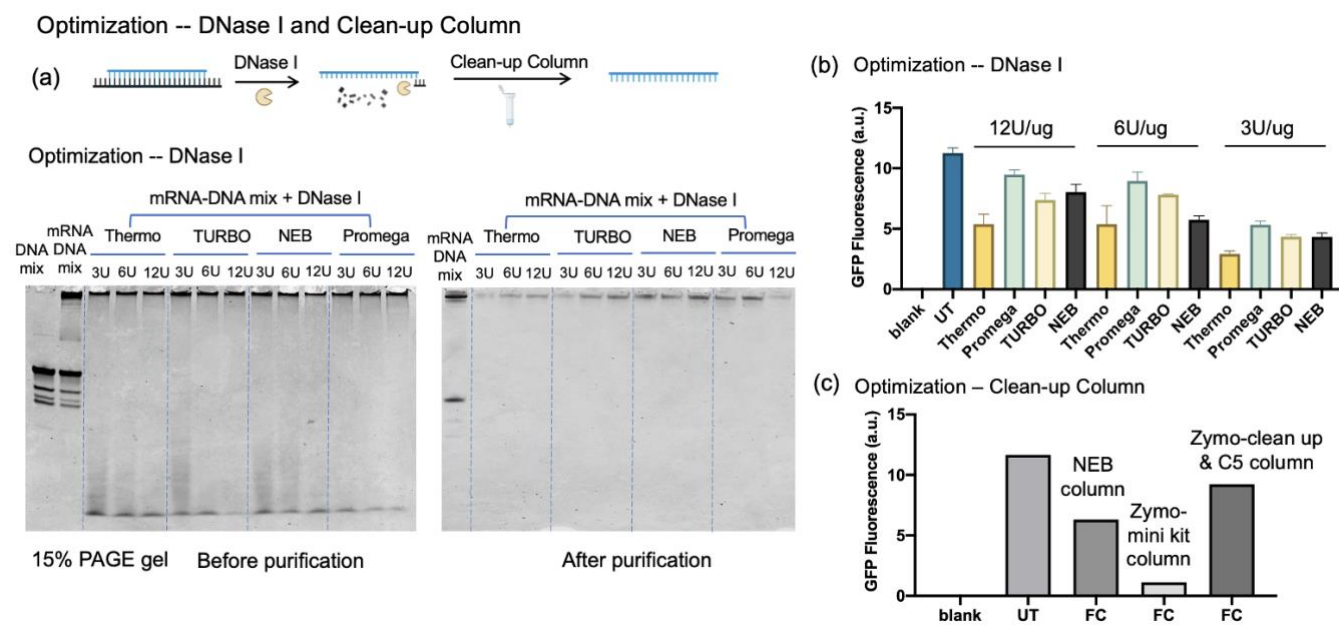 Optimization -- DNase I and Clean-up Column
(a)
DNase I
Clean-up Column
Optimization -- DNase I
mRNA-DNA mix + DNase I
DNA mix
mRNA DNA mix
Thermo TURBO NEB Promega
3U 6U 12U 3U 6U 12U 3U 6U 12U 3U 6U 12U
15% PAGE gel Before purification
mRNA-DNA mix + DNase I
mRNA DNA mix
Thermo TURBO NEB Promega
3U 6U 12U 3U 6U 12U 3U 6U 12U 3U 6U 12U
After purification
(b) Optimization -- DNase I
GFP Fluorescence (a.u.)
15
10
5
0
12U/ug 6U/ug 3U/ug
blank UT Thermo Promega TURBO NEB Thermo Promega TURBO NEB Thermo Promega TURBO NEB
(c) Optimization – Clean-up Column
GFP Fluorescence (a.u.)
15
10
5
0
NEB
column
Zymo-
mini kit
column
Zymo-clean up
& C5 column
blank UT FC FC FC